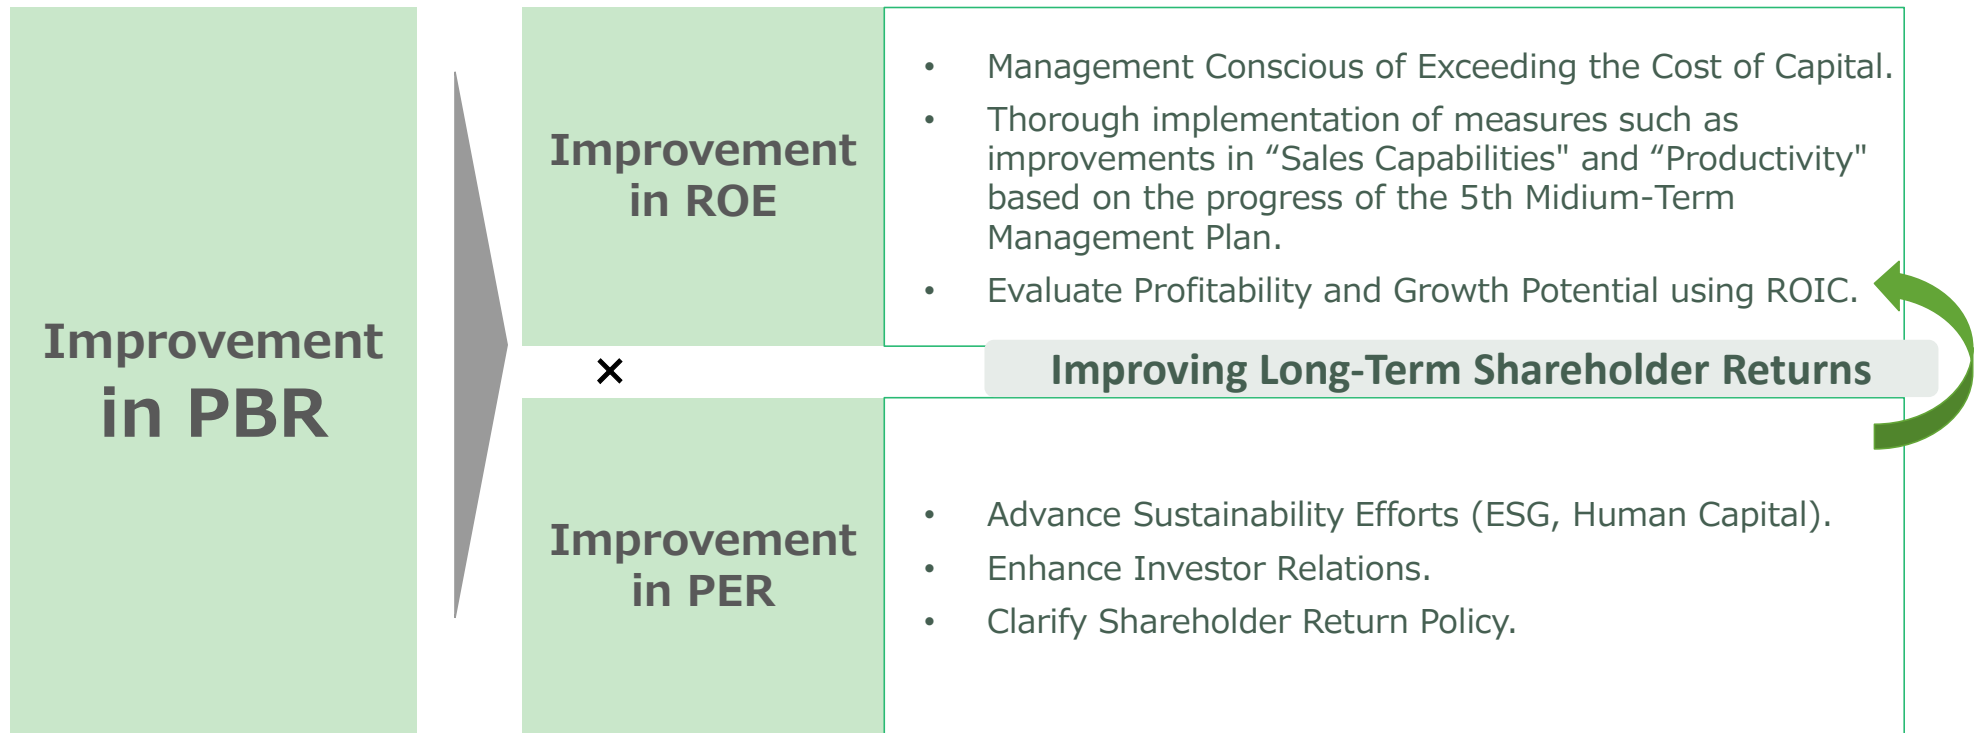 Improvement
in PBR
Improvement
in ROE
• Management Conscious of Exceeding the Cost of Capital.
• Thorough implementation of measures such as
improvements in “Sales Capabilities" and “Productivity"
based on the progress of the 5th Midium-Term
Management Plan.
• Evaluate Profitability and Growth Potential using ROIC.
×
Improving Long-Term Shareholder Returns
Improvement
in PER
• Advance Sustainability Efforts (ESG, Human Capital).
• Enhance Investor Relations.
• Clarify Shareholder Return Policy.